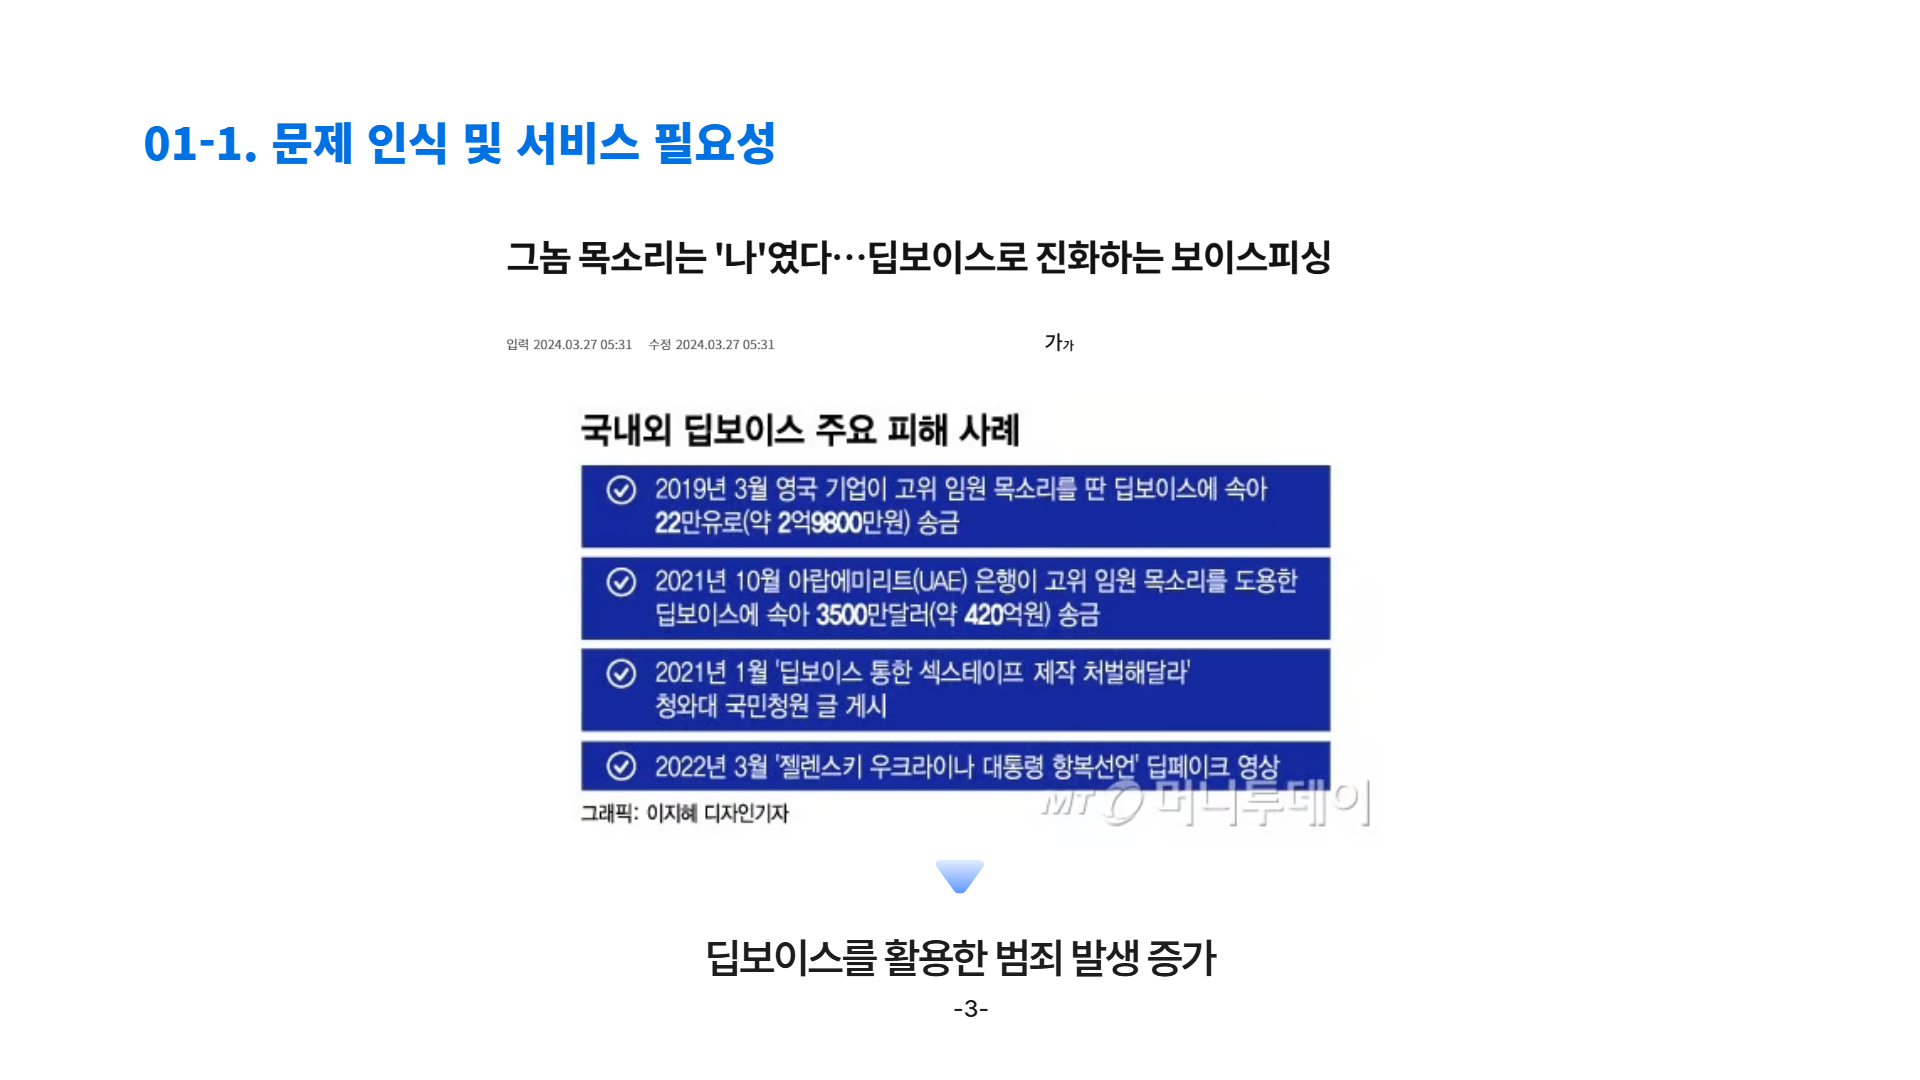 01-1. 문제 인식 및 서비스 필요성
그놈 목소리는 '나'였다…딥보이스로 진화하는 보이스피싱
입력 2024.03.27 05:31 수정 2024.03.27 05:31 가가
국내외 딥보이스 주요 피해 사례
2019년 3월 영국 기업이 고위 임원 목소리를 딴 딥보이스에 속아
22만유로(약 2억9800만원) 송금
2021년 10월 아랍에미리트(UAE) 은행이 고위 임원 목소리를 도용한
딥보이스에 속아 3500만달러(약 420억원) 송금
2021년 1월 '딥보이스 통한 섹스테이프 제작 처벌해달라'
청와대 국민청원 글 게시
2022년 3월 '젤렌스키 우크라이나 대통령 항복선언' 딥페이크 영상
그래픽: 이지혜 디자인기자
MT 머니투데이
딥보이스를 활용한 범죄 발생 증가
-3-